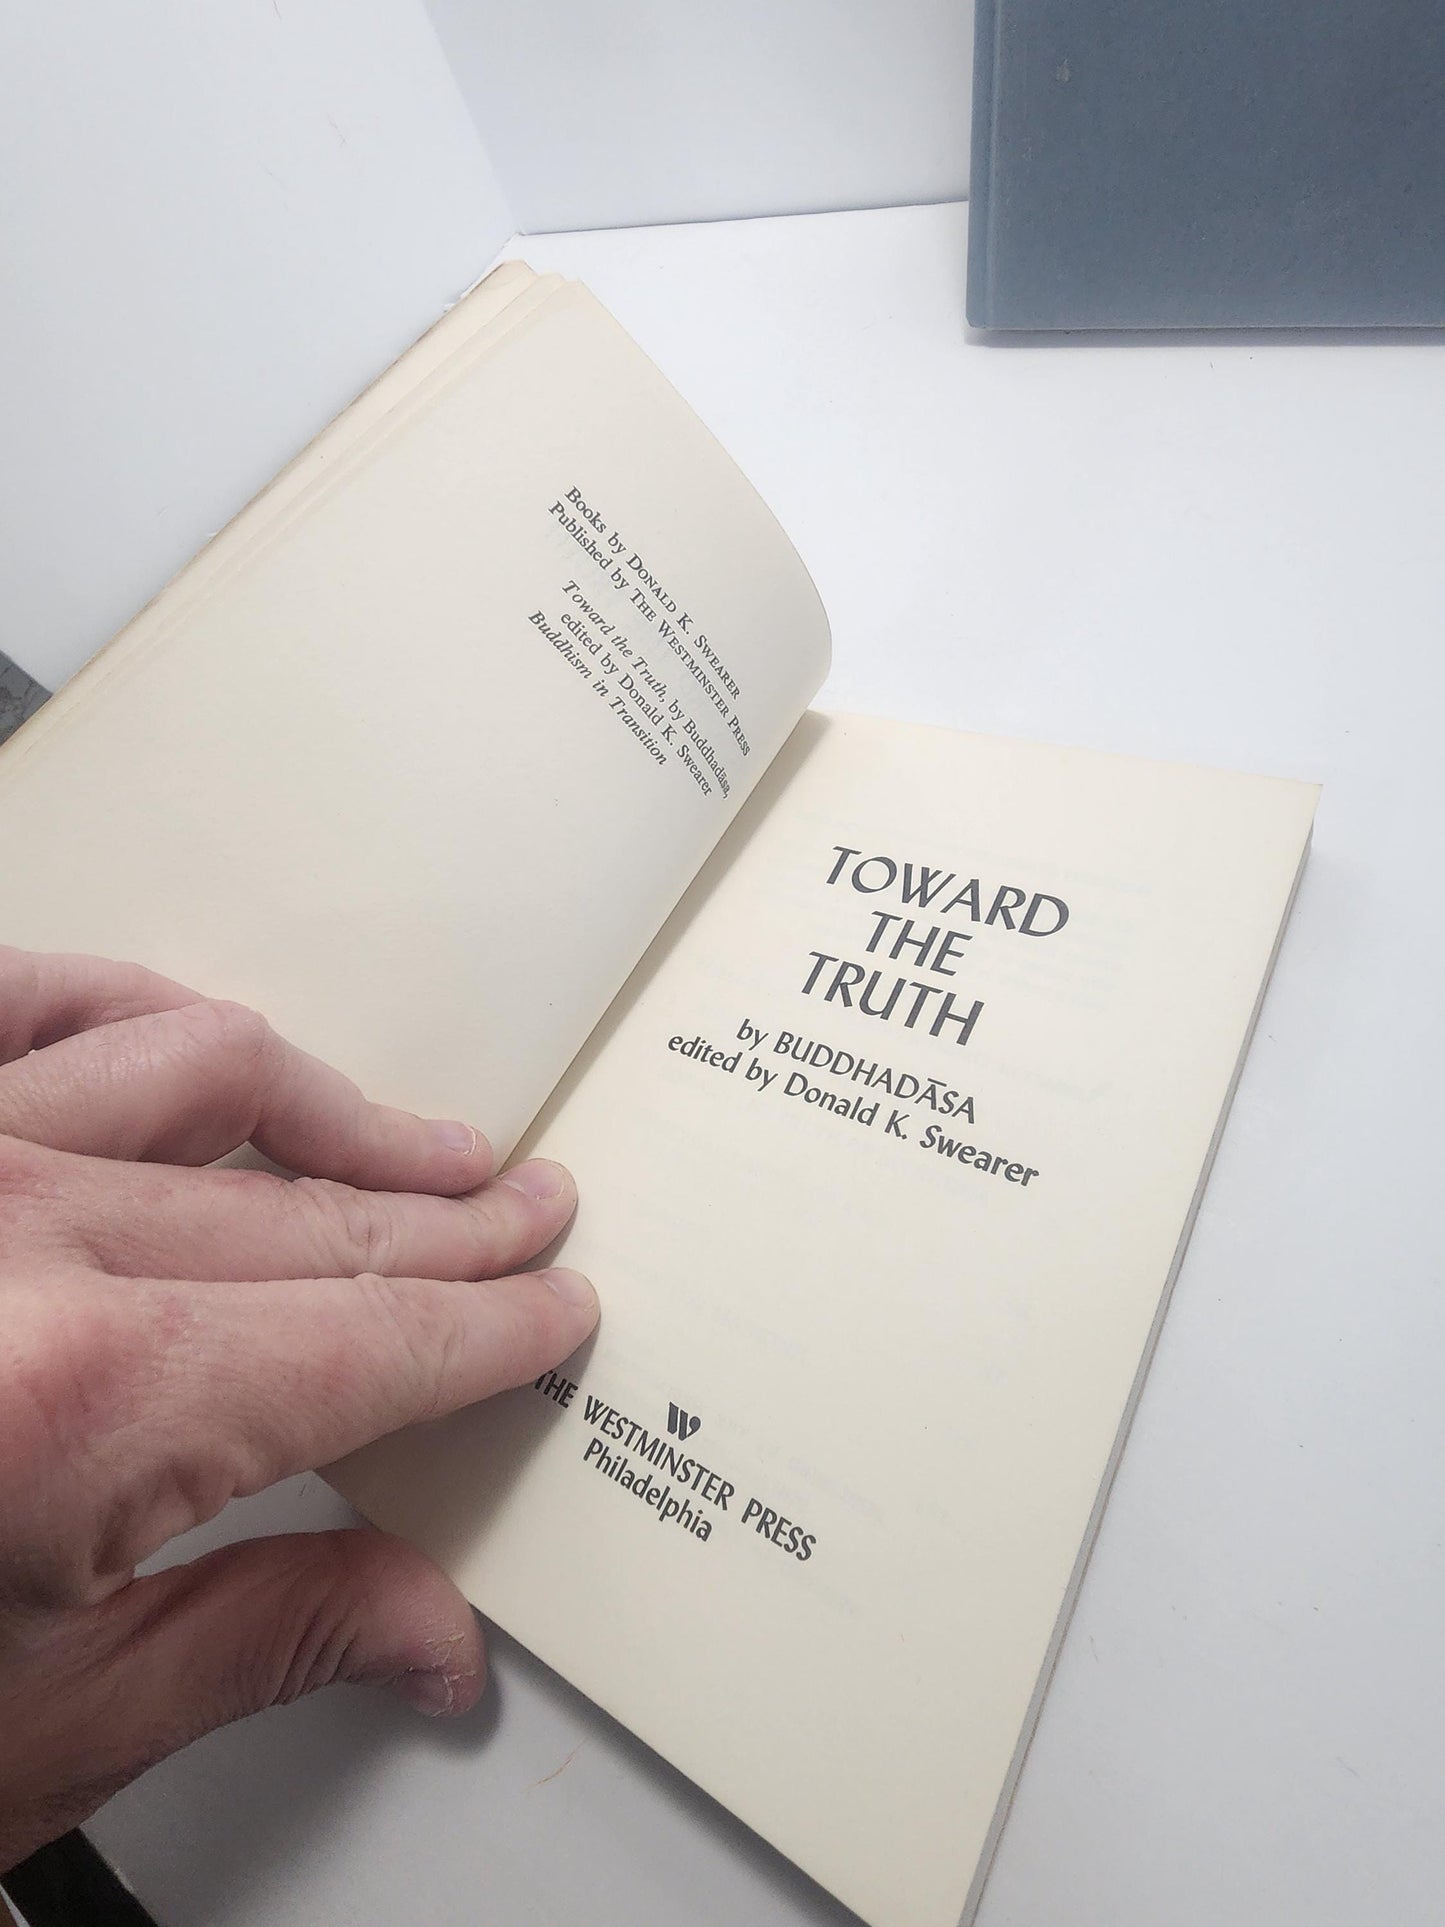 Books by DONALD K. SWEARER
Published by THE WESTMINSTER PRESS
Toward the Truth, by Buddhadāsa,
edited by Donald K. Swearer
Buddhism in Transition
TOWARD
THE
TRUTH
by BUDDHADĀSA
edited by Donald K. Swearer
W
THE WESTMINSTER PRESS
Philadelphia